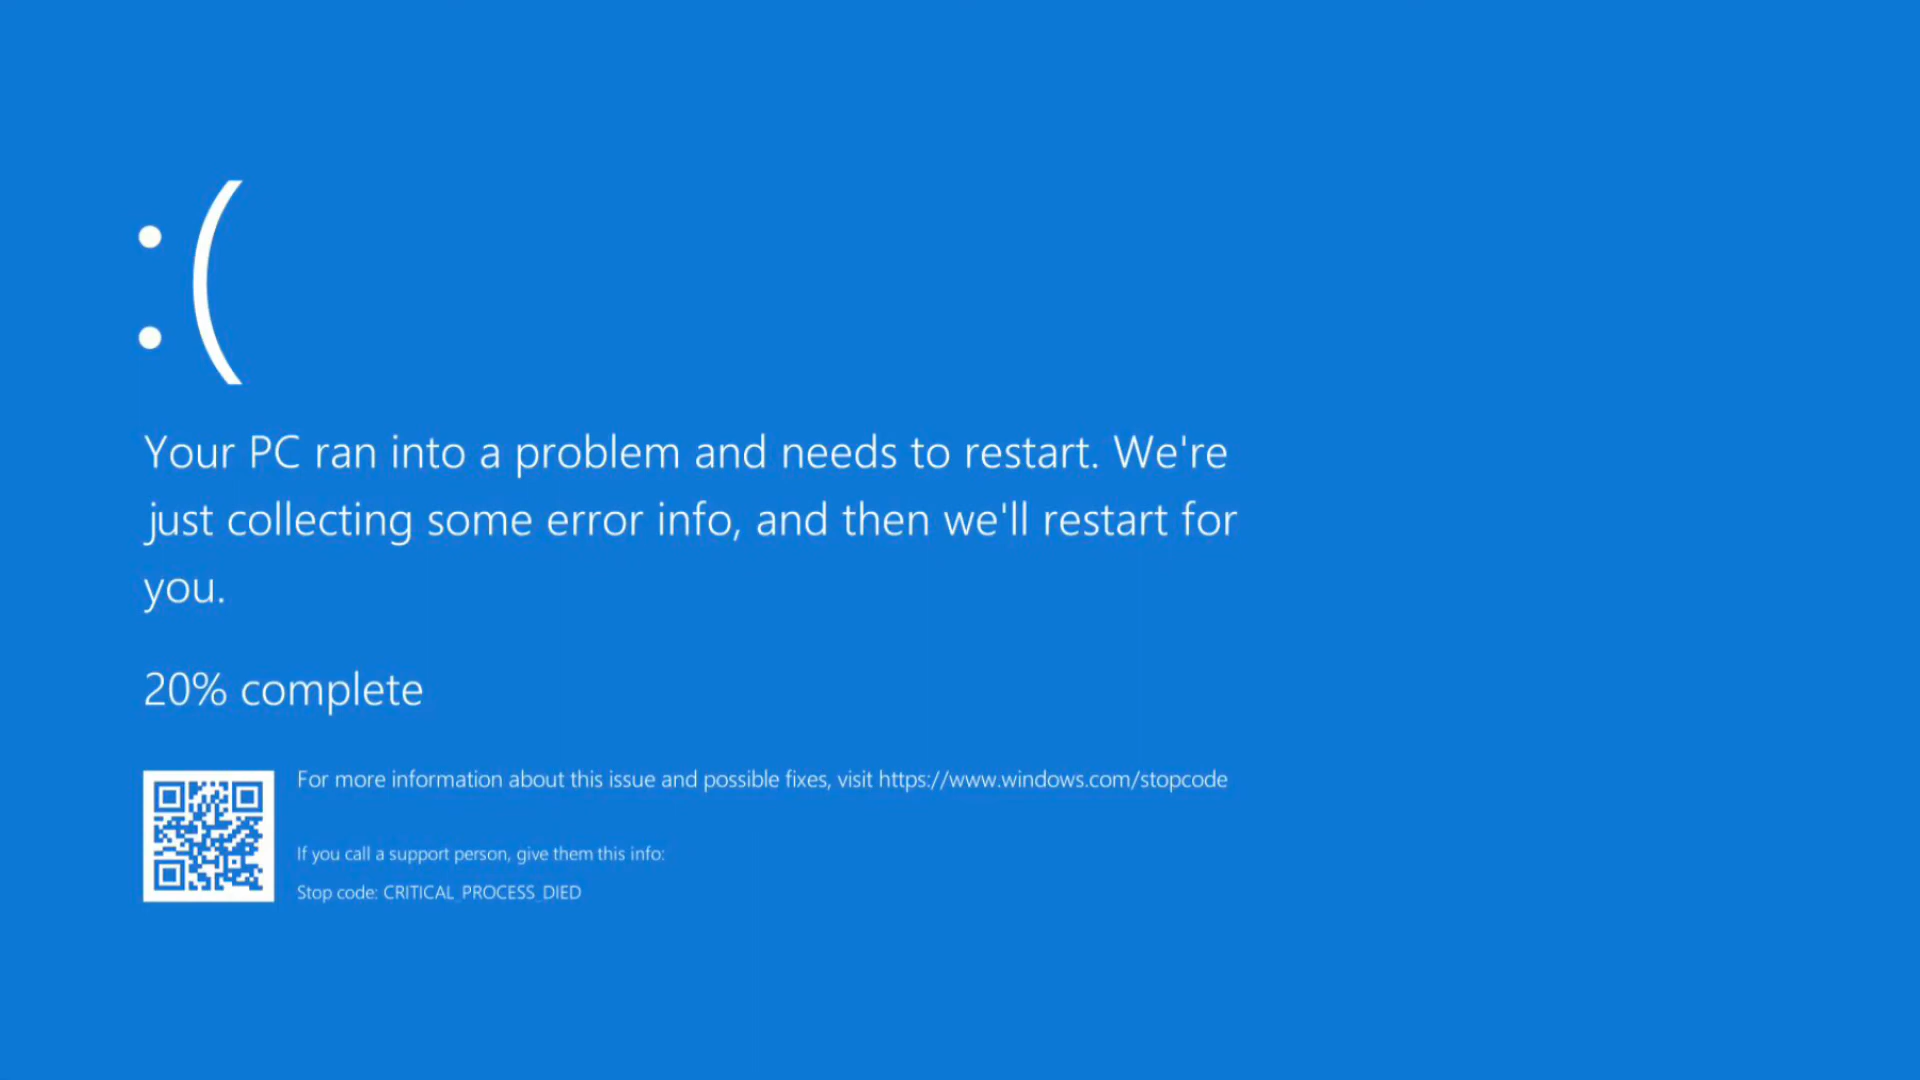 :(
Your PC ran into a problem and needs to restart. We're
just collecting some error info, and then we'll restart for
you.
20% complete
For more information about this issue and possible fixes, visit https://www.windows.com/stopcode
If you call a support person, give them this info:
Stop code: CRITICAL_PROCESS_DIED